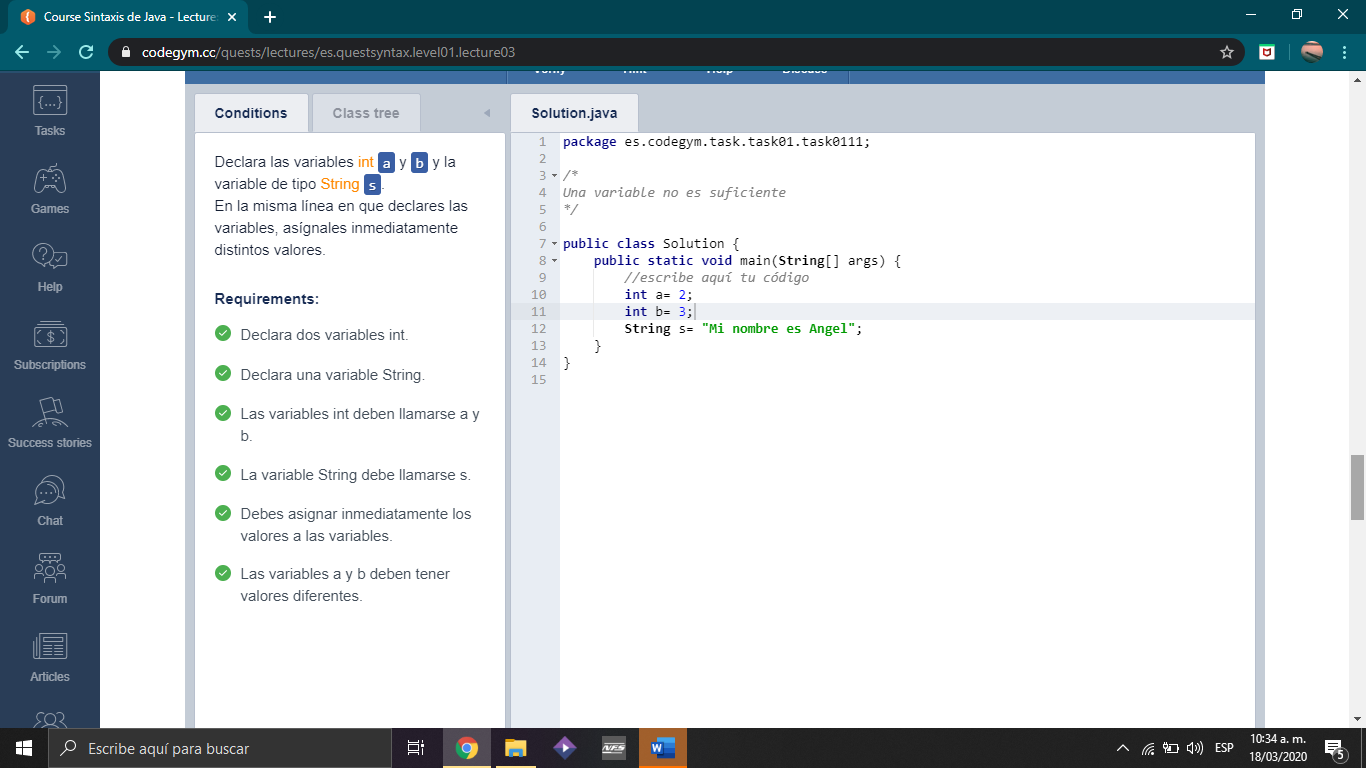 Course Sintaxis de Java - Lecture:
codegym.cc/quests/lectures/es.questsyntax.level01.lecture03
Tasks
Games
Help
Subscriptions
Success stories
Chat
Forum
Articles
Verify Hint Help Discuss
Conditions
Class tree
Declara las variables int a y b y la
variable de tipo String s.
En la misma línea en que declares las
variables, asígnales inmediatamente
distintos valores.
Requirements:
Declara dos variables int.
Declara una variable String.
Las variables int deben llamarse a y
b.
La variable String debe llamarse s.
Debes asignar inmediatamente los
valores a las variables.
Las variables a y b deben tener
valores diferentes.
Solution.java
1 package es.codegym.task.task01.task0111;
2
3 /*
4 Una variable no es suficiente
5 */
6
7 public class Solution {
8 public static void main(String[] args) {
9 //escribe aquí tu código
10 int a= 2;
11 int b= 3;
12 String s= "Mi nombre es Angel";
13 }
14 }
15
Escribe aquí para buscar
NFS
W
ESP
10:34 a. m.
18/03/2020
5